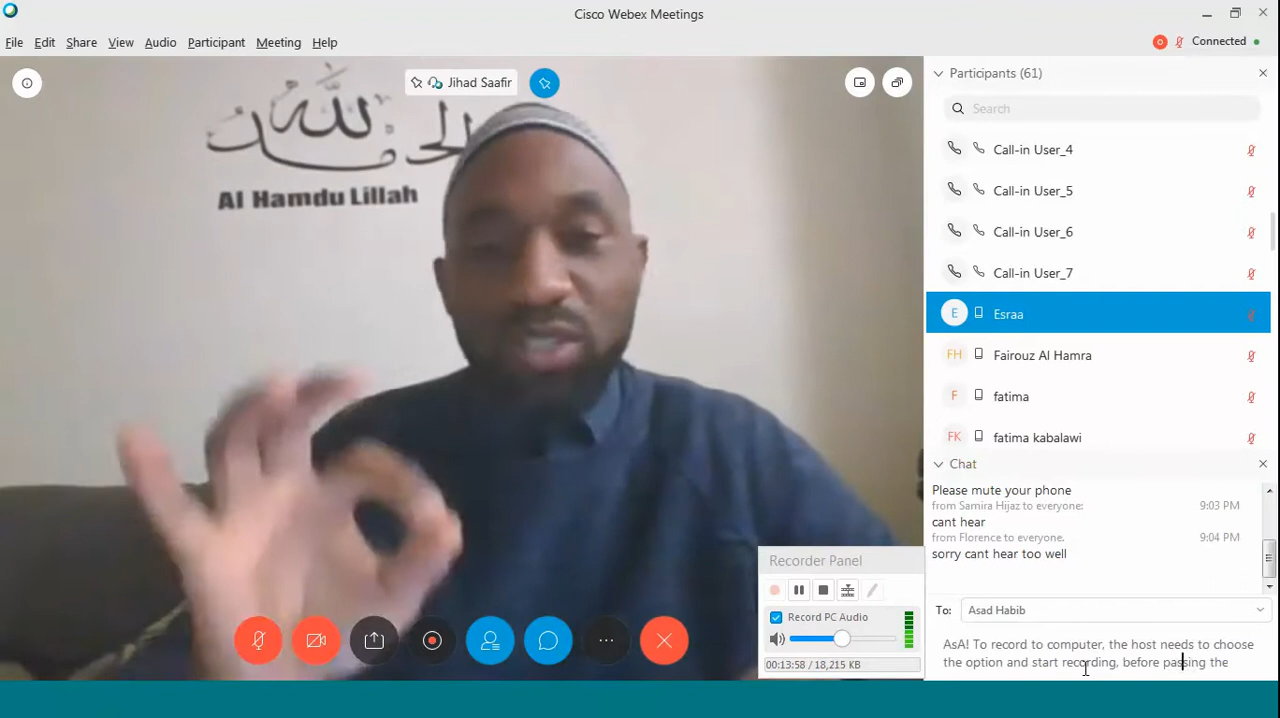 Cisco Webex Meetings
File Edit Share View Audio Participant Meeting Help
Connected
Jihad Saafir
الحمد لله
Al Hamdu Lillah
Participants (61)
Search
Call-in User_4
Call-in User_5
Call-in User_6
Call-in User_7
E Esraa
FH Fairouz Al Hamra
F fatima
FK fatima kabalawi
Chat
Please mute your phone
from Samira Hijaz to everyone: 9:03 PM
cant hear
from Florence to everyone. 9:04 PM
sorry cant hear too well
To: Asad Habib
AsA! To record to computer, the host needs to choose
the option and start recording, before passing the
Recorder Panel
Record PC Audio
00:13:58 / 18,215 KB